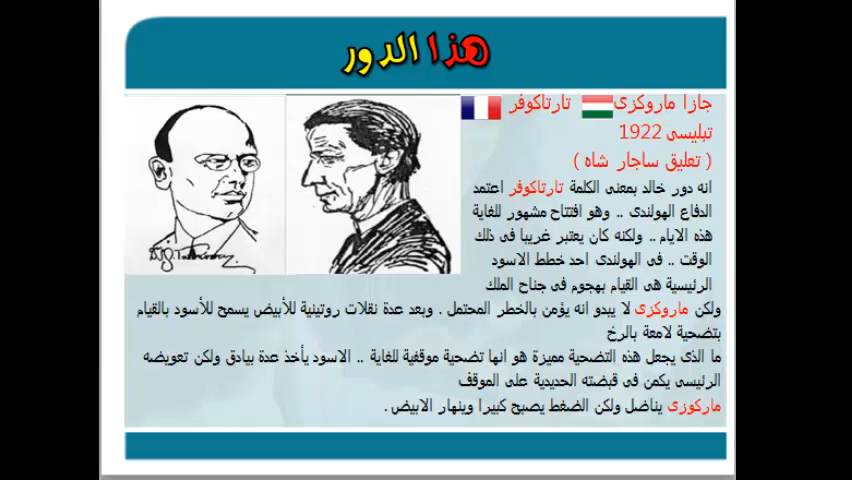 هذا الدور
جازا ماروكزى تارتاكوفر
تبليسى 1922
( تعليق ساجار شاه )
انه دور خالد بمعنى الكلمة تارتاكوفر اعتمد
الدفاع الهولندى .. وهو افتتاح مشهور للغاية
هذه الايام .. ولكنه كان يعتبر غريبا فى ذلك
الوقت .. فى الهولندى احد خطط الاسود
الرئيسية هى القيام بهجوم فى جناح الملك
ولكن ماروكزى لا يبدو انه يؤمن بالخطر المحتمل . وبعد عدة نقلات روتينية للأبيض يسمح للأسود بالقيام
بتضحية لامعة بالرخ
ما الذى يجعل هذه التضحية مميزة هو انها تضحية موقفية للغاية .. الاسود يأخذ عدة بيادق ولكن تعويضه
الرئيسى يكمن فى قبضته الحديدية على الموقف
ماركوزى يناضل ولكن الضغط يصبح كبيرا وينهار الابيض .